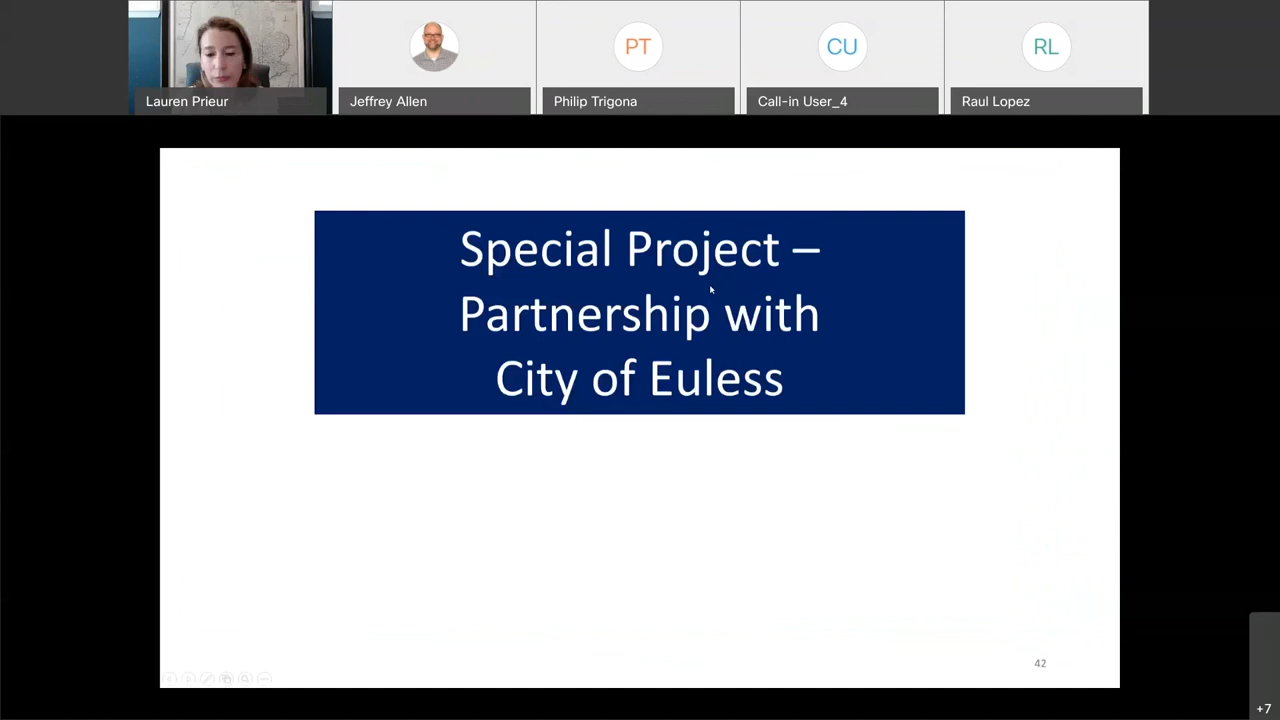 PT
CU
RL
Lauren Prieur
Jeffrey Allen
Philip Trigona
Call-in User_4
Raul Lopez
Special Project –
Partnership with
City of Euless
42
+7